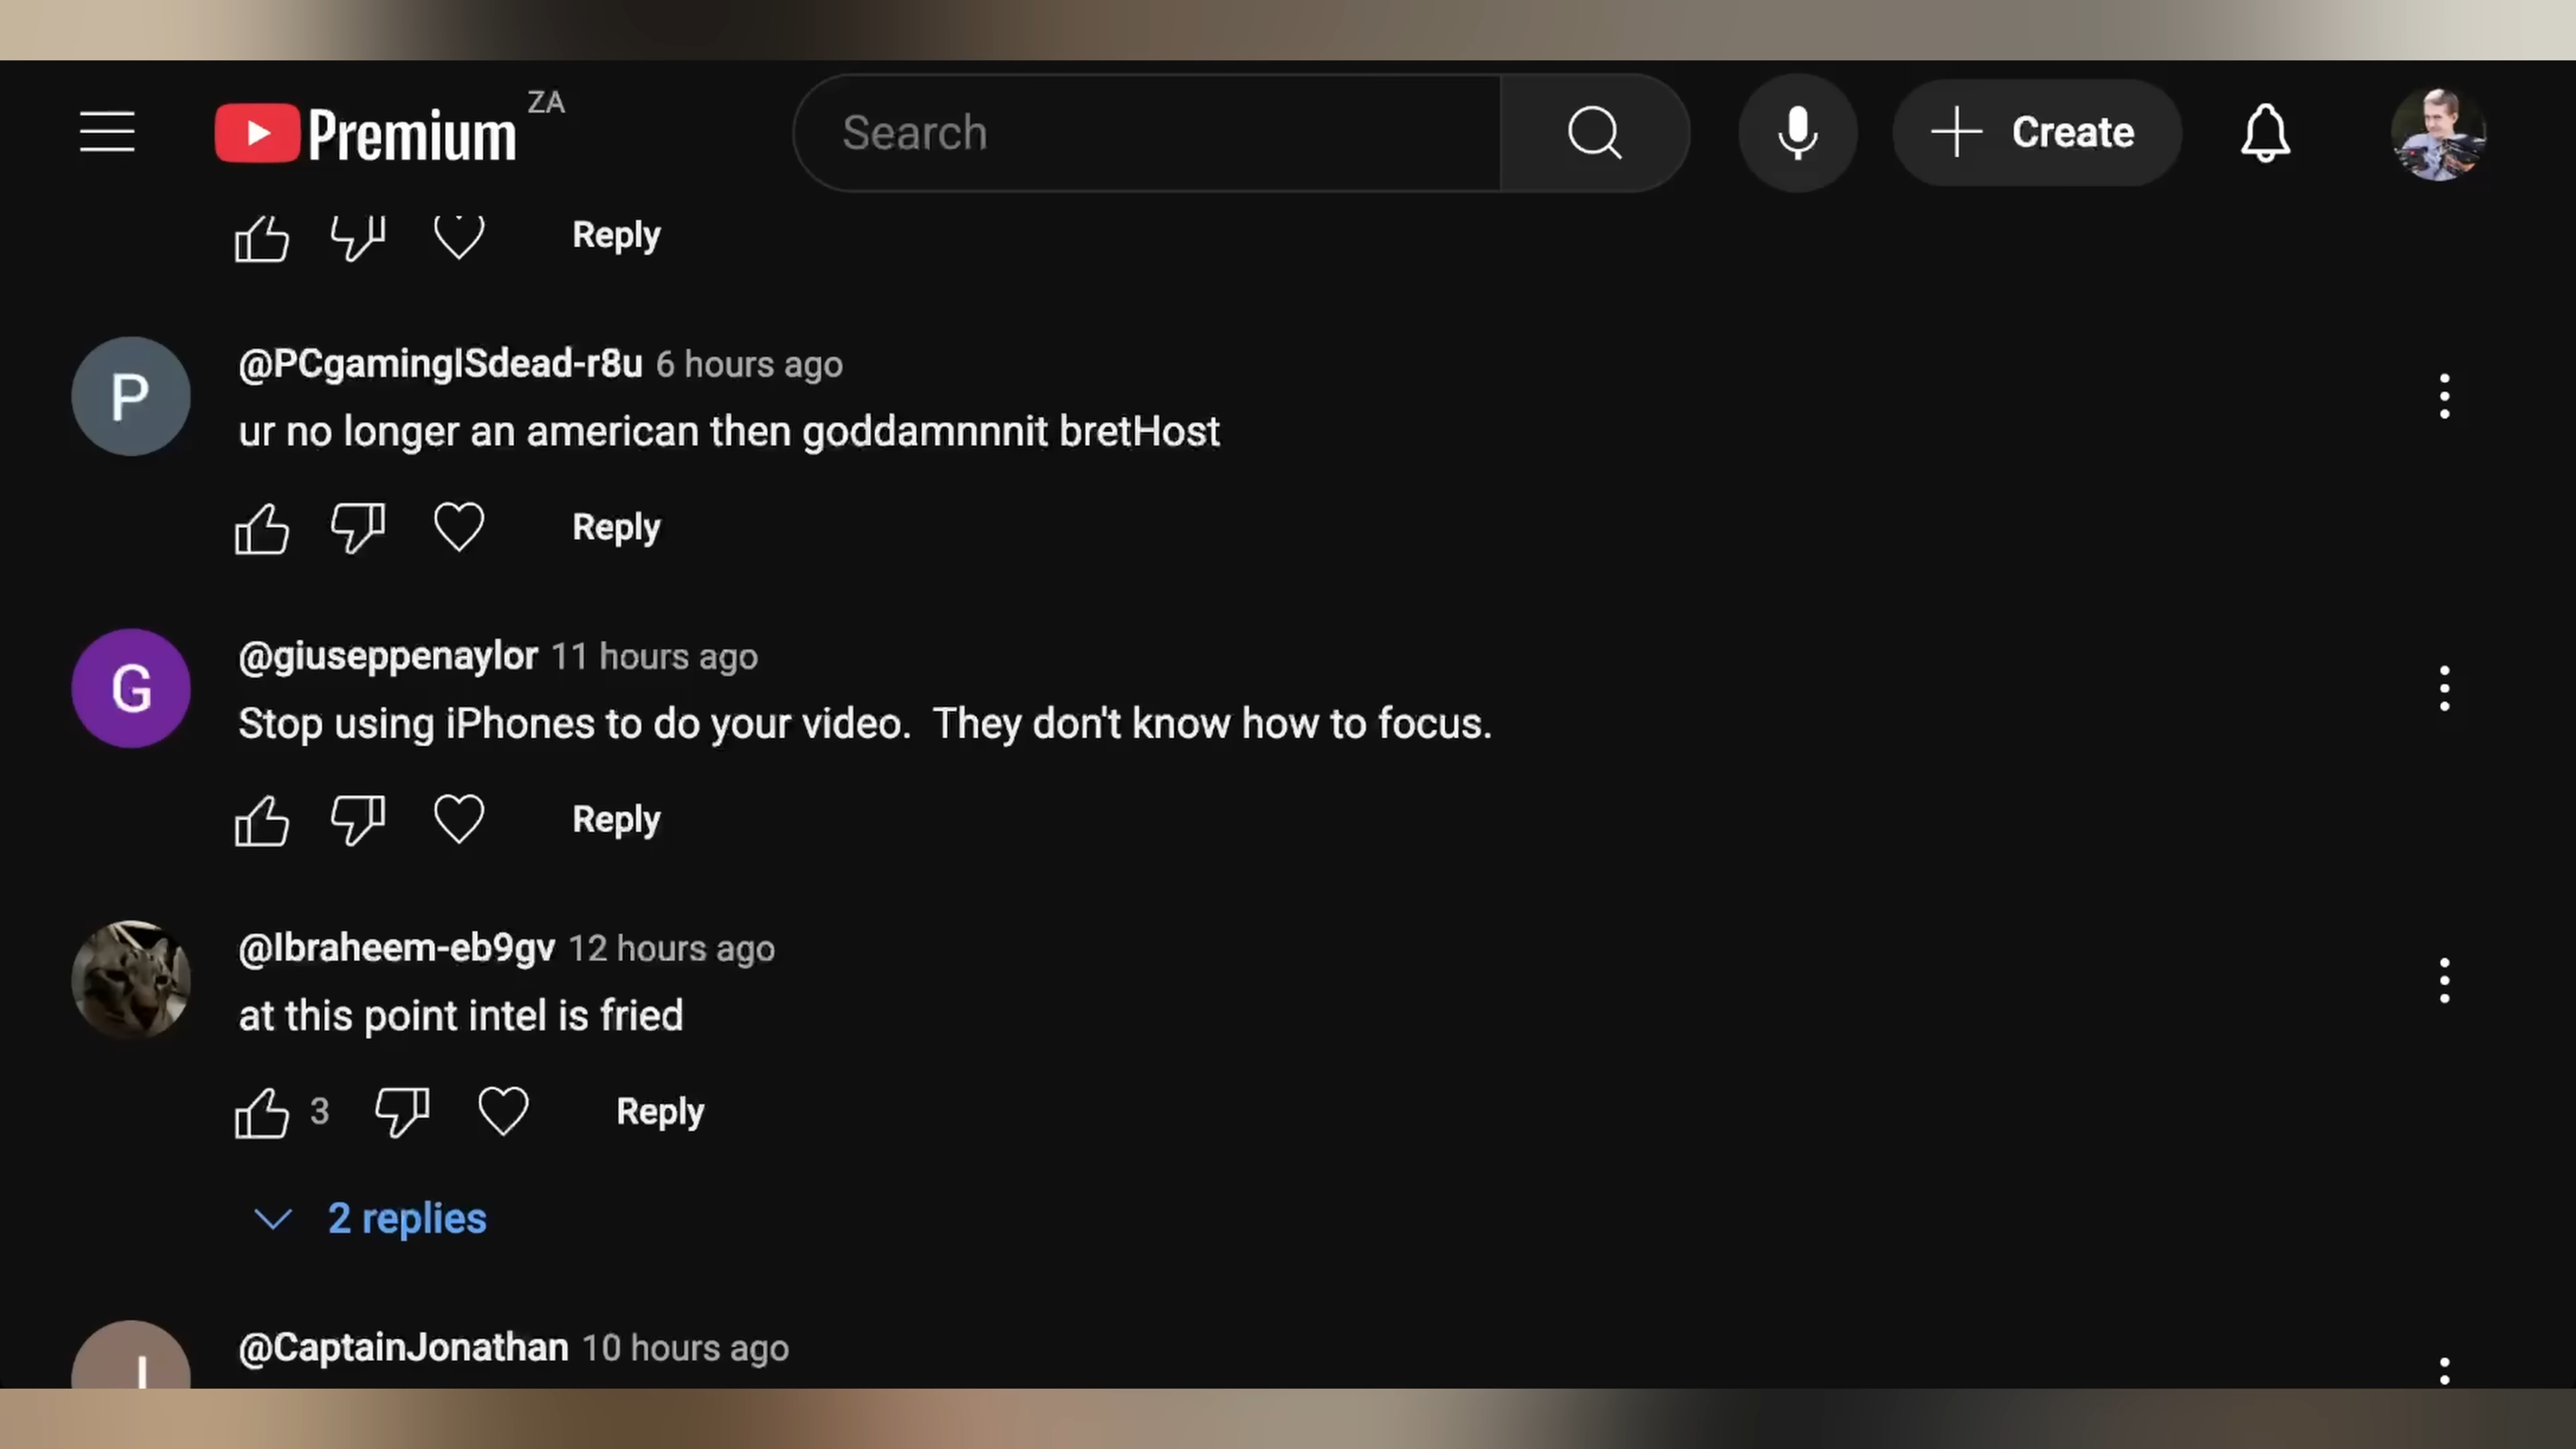 Premium ZA
Search
Create
Reply
P
@PCgamingISdead-r8u 6 hours ago
ur no longer an american then goddamnnnit bretHost
Reply
G
@giuseppenaylor 11 hours ago
Stop using iPhones to do your video.  They don't know how to focus.
Reply
@Ibraheem-eb9gv 12 hours ago
at this point intel is fried
3
Reply
2 replies
@CaptainJonathan 10 hours ago